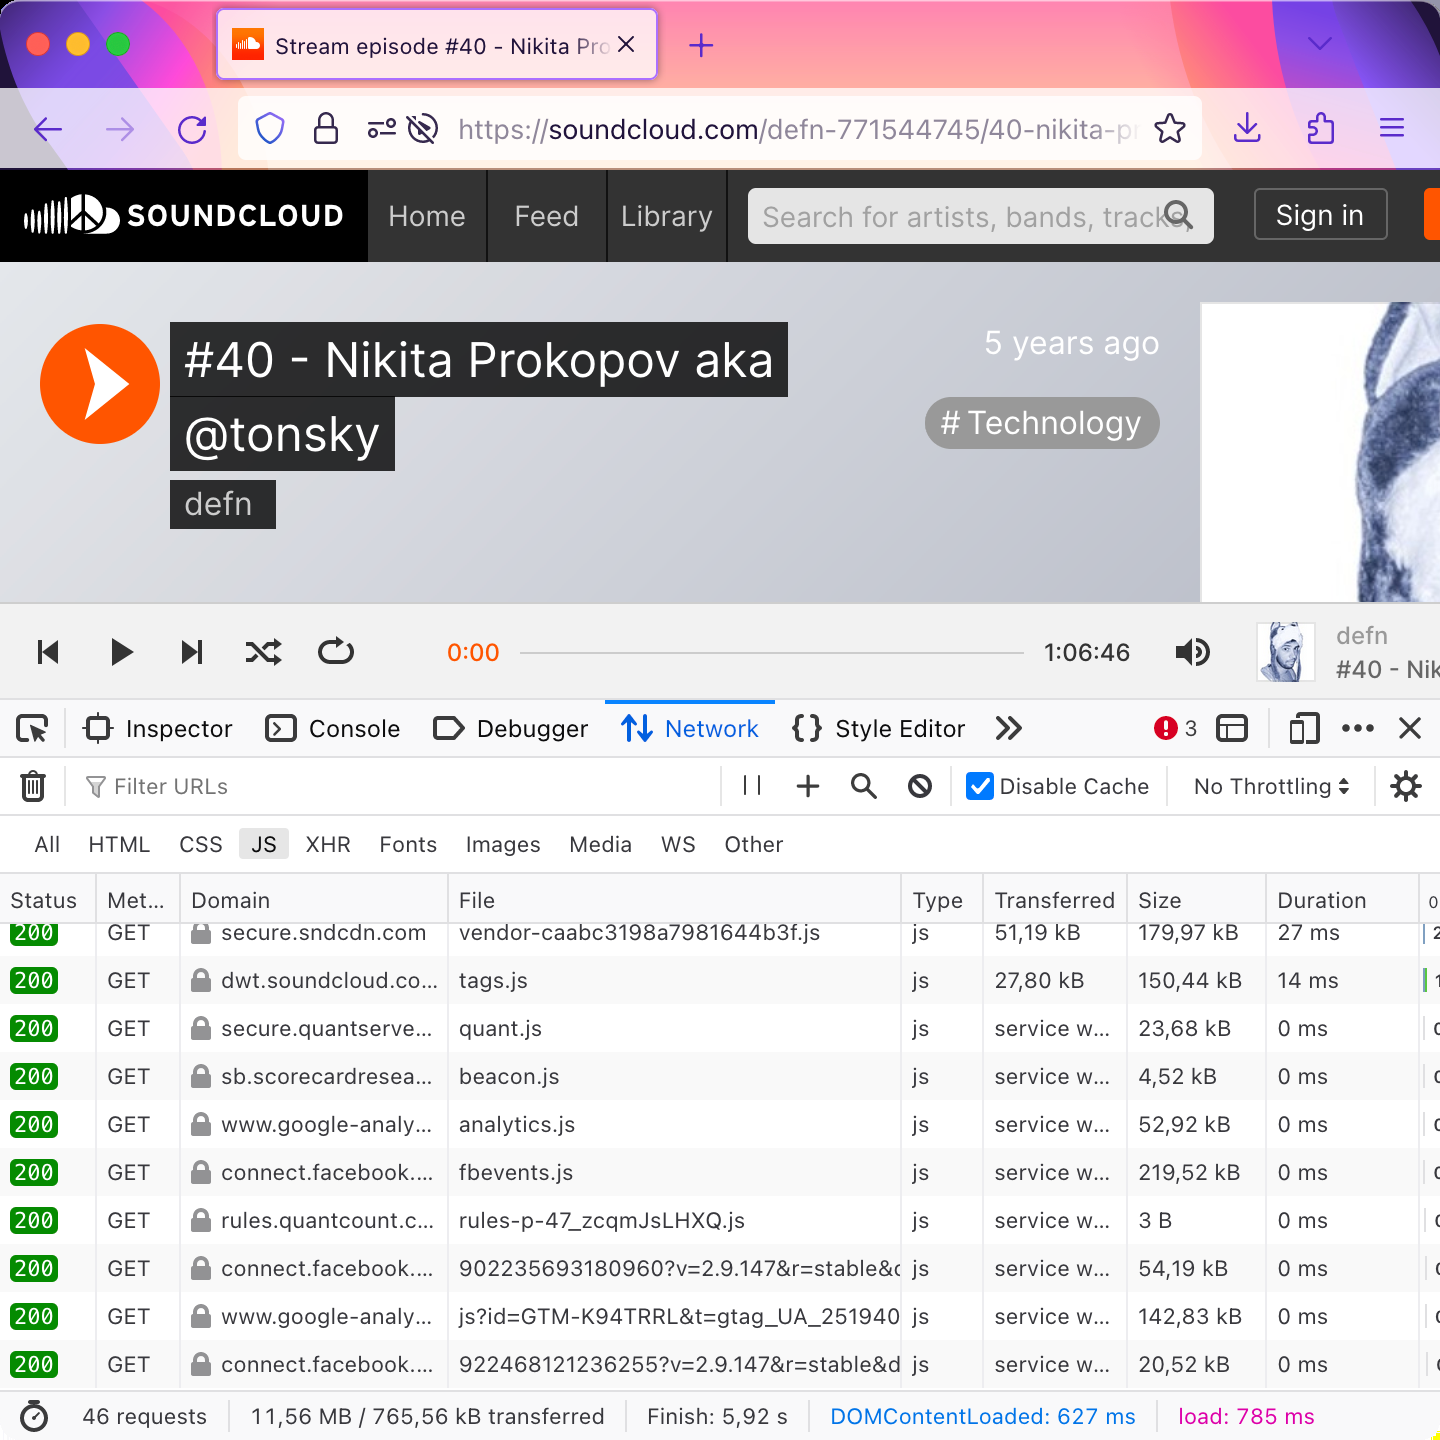 Stream episode #40 - Nikita Pro
https://soundcloud.com/defn-771544745/40-nikita-pr
SOUNDCLOUD Home Feed Library Search for artists, bands, tracks, Sign in
#40 - Nikita Prokopov aka
@tonsky
defn
5 years ago
# Technology
0:00 1:06:46
defn
#40 - Nik
Inspector Console Debugger Network Style Editor 3
Filter URLs Disable Cache No Throttling
All HTML CSS JS XHR Fonts Images Media WS Other
Status Met... Domain File Type Transferred Size Duration 0
200 GET secure.sndcdn.com vendor-caabc3198a7981644b3f.js js 51,19 kB 179,97 kB 27 ms
200 GET dwt.soundcloud.co... tags.js js 27,80 kB 150,44 kB 14 ms
200 GET secure.quantserve... quant.js js service w... 23,68 kB 0 ms
200 GET sb.scorecardresea... beacon.js js service w... 4,52 kB 0 ms
200 GET www.google-analy... analytics.js js service w... 52,92 kB 0 ms
200 GET connect.facebook.... fbevents.js js service w... 219,52 kB 0 ms
200 GET rules.quantcount.c... rules-p-47_zcqmJsLHXQ.js js service w... 3 B 0 ms
200 GET connect.facebook.... 902235693180960?v=2.9.147&r=stable&d js service w... 54,19 kB 0 ms
200 GET www.google-analy... js?id=GTM-K94TRRL&t=gtag_UA_251940 js service w... 142,83 kB 0 ms
200 GET connect.facebook.... 922468121236255?v=2.9.147&r=stable&d js service w... 20,52 kB 0 ms
46 requests 11,56 MB / 765,56 kB transferred Finish: 5,92 s DOMContentLoaded: 627 ms load: 785 ms